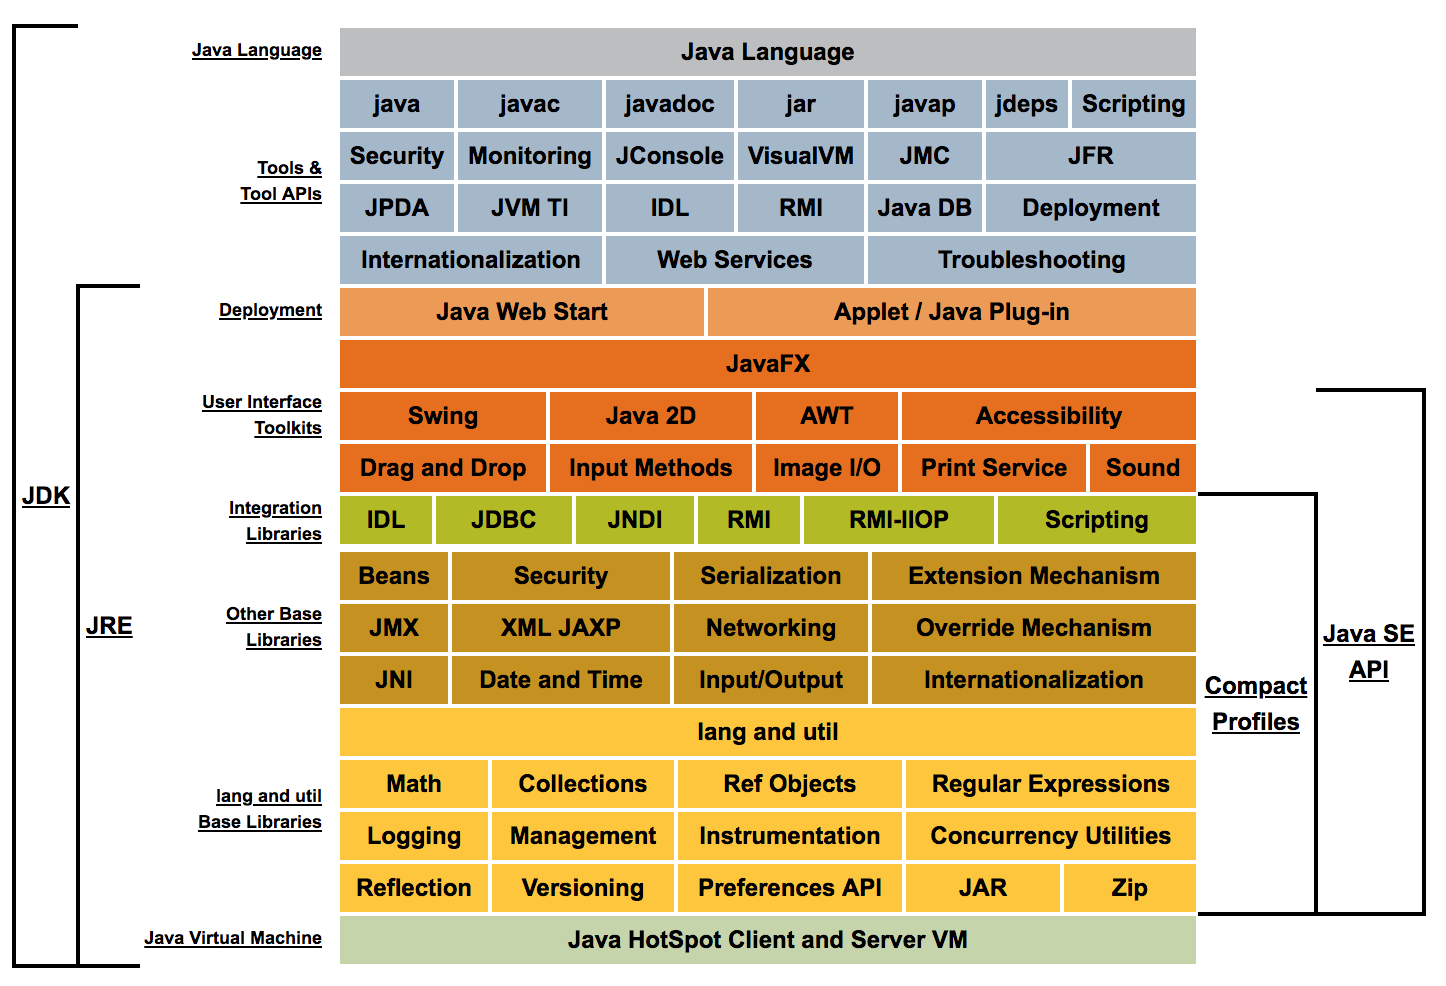 Java Language
Java Language
java javac javadoc jar javap jdeps Scripting
Tools &
Tool APIs
Security Monitoring JConsole VisualVM JMC JFR
JPDA JVM TI IDL RMI Java DB Deployment
Internationalization Web Services Troubleshooting
Deployment
Java Web Start Applet / Java Plug-in
JavaFX
User Interface
Toolkits
Swing Java 2D AWT Accessibility
Drag and Drop Input Methods Image I/O Print Service Sound
JDK
Integration
Libraries
IDL JDBC JNDI RMI RMI-IIOP Scripting
Beans Security Serialization Extension Mechanism
JRE
Other Base
Libraries
JMX XML JAXP Networking Override Mechanism
JNI Date and Time Input/Output Internationalization
Java SE
API
Compact
Profiles
lang and util
lang and util
Base Libraries
Math Collections Ref Objects Regular Expressions
Logging Management Instrumentation Concurrency Utilities
Reflection Versioning Preferences API JAR Zip
Java Virtual Machine
Java HotSpot Client and Server VM